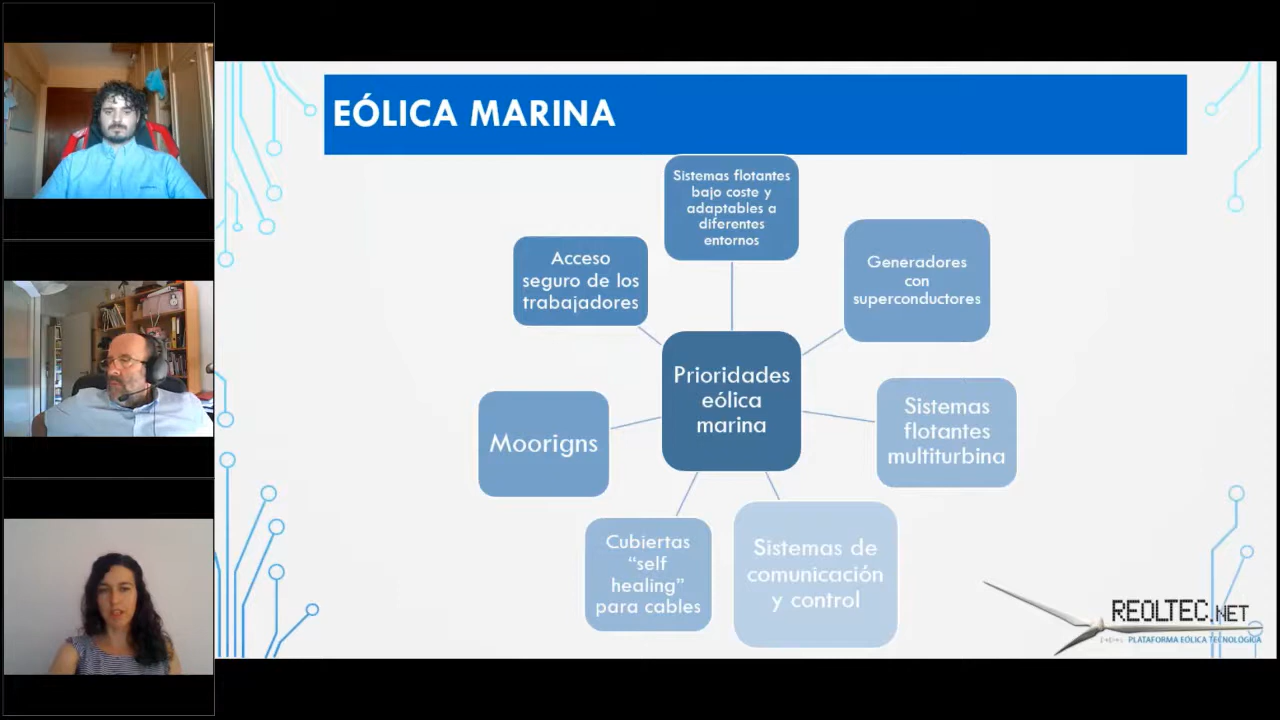 EÓLICA MARINA
Sistemas flotantes
bajo coste y
adaptables a
diferentes
entornos
Generadores
con
superconductores
Sistemas
flotantes
multiturbina
Sistemas de
comunicación
y control
Cubiertas
“self
healing”
para cables
Moorigns
Acceso
seguro de los
trabajadores
Prioridades
eólica
marina
REOLTEC.NET
PLATAFORMA EÓLICA TECNOLÓGICA